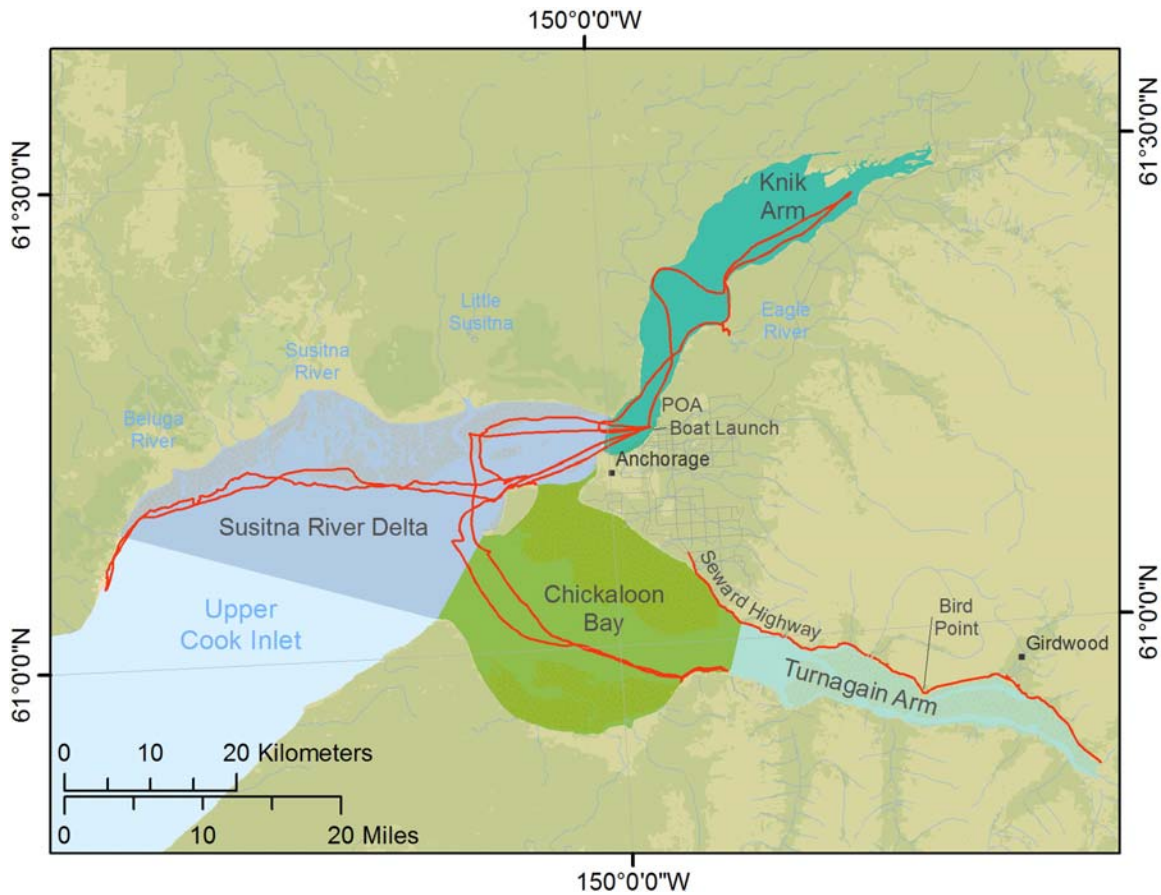 150°0'0"W
61°30'0"N
61°30'0"N
Knik
Arm
Little
Susitna
Eagle
River
Susitna
River
Beluga
River
POA
Boat Launch
Anchorage
Susitna River Delta
Seward Highway
Chickaloon
Bay
Upper
Cook Inlet
Bird
Point
Girdwood
61°0'0"N
61°0'0"N
Turnagain Arm
0 10 20 Kilometers
0 10 20 Miles
150°0'0"W